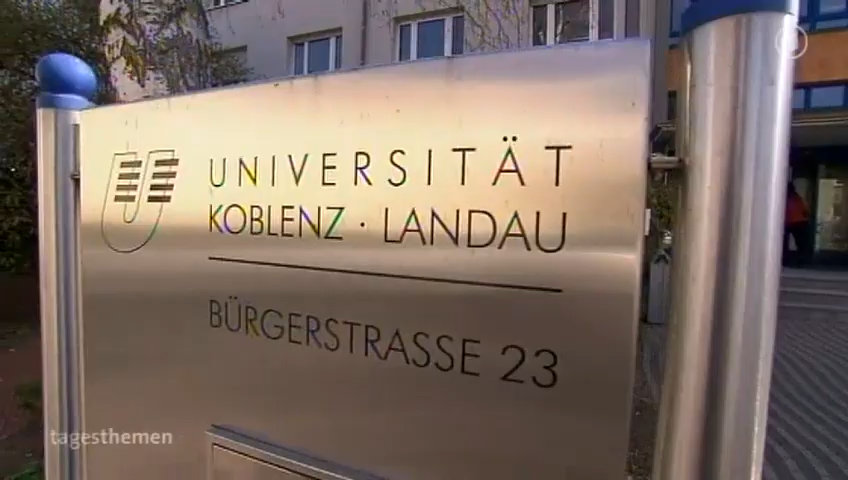 UNIVERSITÄT
KOBLENZ · LANDAU
BÜRGERSTRASSE 23
tagesthemen